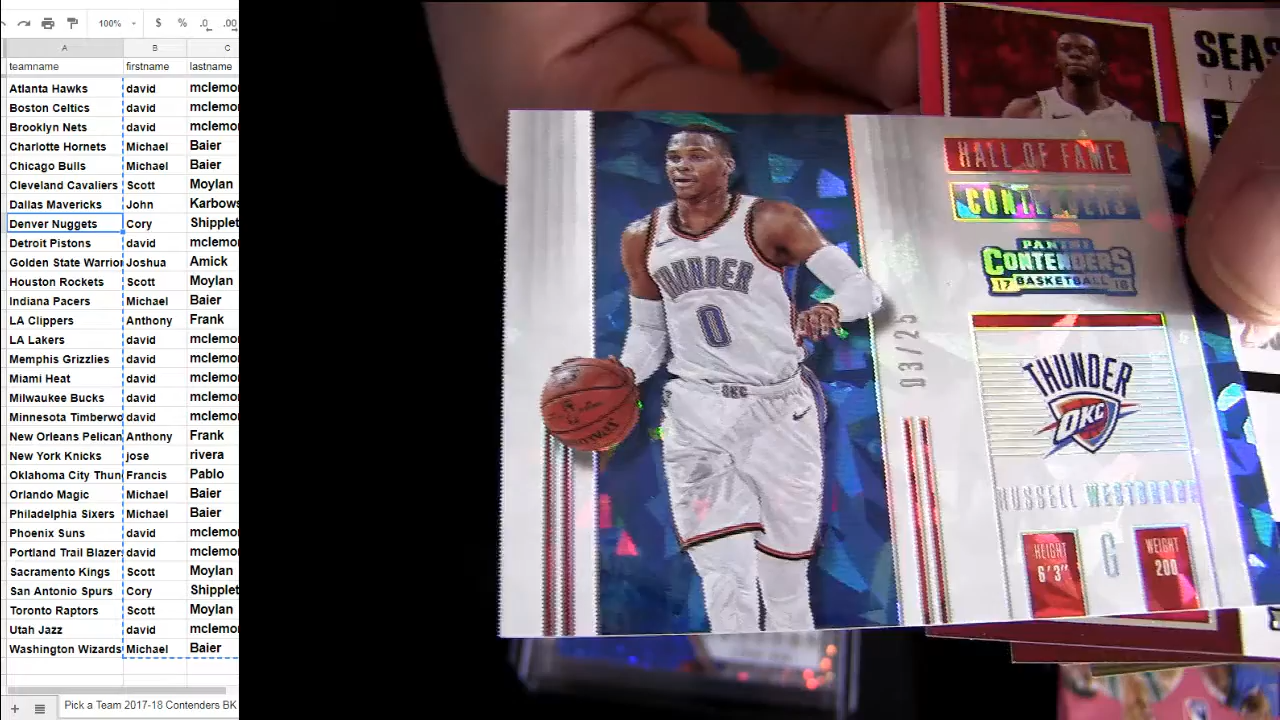 100%
$ % .0 .00
A B C
teamname firstname lastname
Atlanta Hawks david mclemor
Boston Celtics david mclemor
Brooklyn Nets david mclemor
Charlotte Hornets Michael Baier
Chicago Bulls Michael Baier
Cleveland Cavaliers Scott Moylan
Dallas Mavericks John Karbows
Denver Nuggets Cory Shipplet
Detroit Pistons david mclemor
Golden State Warrio Joshua Amick
Houston Rockets Scott Moylan
Indiana Pacers Michael Baier
LA Clippers Anthony Frank
LA Lakers david mclemor
Memphis Grizzlies david mclemor
Miami Heat david mclemor
Milwaukee Bucks david mclemor
Minnesota Timberwo david mclemor
New Orleans Pelican Anthony Frank
New York Knicks jose rivera
Oklahoma City Thun Francis Pablo
Orlando Magic Michael Baier
Philadelphia Sixers Michael Baier
Phoenix Suns david mclemor
Portland Trail Blazers david mclemor
Sacramento Kings Scott Moylan
San Antonio Spurs Cory Shipplet
Toronto Raptors Scott Moylan
Utah Jazz david mclemor
Washington Wizards Michael Baier
Pick a Team 2017-18 Contenders BK
SEAS
HALL OF FAME
CONTENDERS
PANINI
CONTENDERS
17 BASKETBALL 18
03/25
THUNDER
0
OKC
THUNDER
OKC
RUSSELL WESTBROOK
HEIGHT
6'3"
G
WEIGHT
200